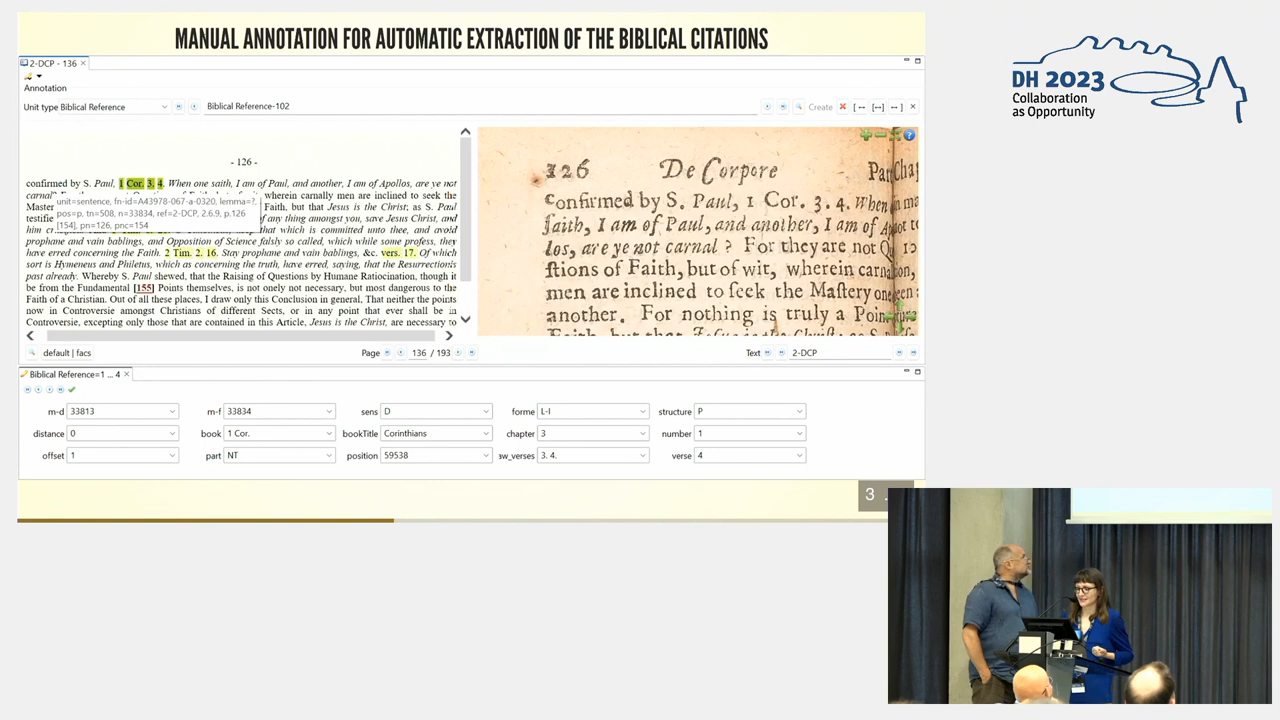 MANUAL ANNOTATION FOR AUTOMATIC EXTRACTION OF THE BIBLICAL CITATIONS
2-DCP - 136
Annotation
Unit type Biblical Reference
Biblical Reference-102
Create
- 126 -
confirmed by S. Paul, 1 Cor. 3. 4. When one saith, I am of Paul, and another, I am of Apollos, are ye not
carnal
wherein carnally men are inclined to seek the
Master
Faith, but that Jesus is the Christ; as S. Paul
testifie
of any thing amongst you, save Jesus Christ, and
him
that which is committed unto thee, and avoid
unit=sentence, fn-id=A43978-067-a-0320, lemma=?,
pos=p, tn=508, n=33834, ref=2-DCP, 2.6.9, p.126
[154], pn=126, pnc=154
prophane and vain bablings, and Opposition of Science falsly so called, which while some profess, they
have erred concerning the Faith. 2 Tim. 2. 16. Stay prophane and vain bablings, &c. vers. 17. Of which
sort is Hymeneus and Philetus, which as concerning the truth, have erred, saying, that the Resurrection is
past already. Whereby S. Paul shewed, that the Raising of Questions by Humane Ratiocination, though it
be from the Fundamental [155] Points themselves, is not onely not necessary, but most dangerous to the
Faith of a Christian. Out of all these places, I draw only this Conclusion in general, That neither the points
now in Controversie amongst Christians of different Sects, or in any point that ever shall be in
Controversie, excepting only those that are contained in this Article, Jesus is the Christ, are necessary to
326 De Corpore Par Cha
confirmed by S. Paul, 1 Cor. 3. 4. When
faith, I am of Paul, and another, I am of Apol
los, are ye not carnal? For they are not Q
stions of Faith, but of wit, wherein carna
men are inclined to seek the Mastery one
another. For nothing is truly a Poin
default | facs
Page 136 / 193
Text 2-DCP
Biblical Reference=1 ... 4
m-d 33813 m-f 33834 sens D forme L-I structure P
distance 0 book 1 Cor. bookTitle Corinthians chapter 3 number 1
offset 1 part NT position 59538 aw_verses 3. 4. verse 4
3
DH 2023
Collaboration
as Opportunity